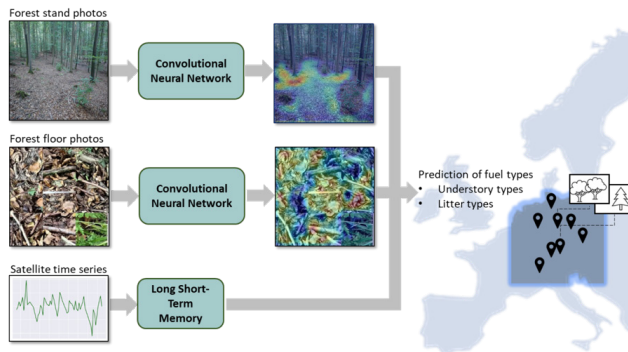 Forest stand photos
Convolutional
Neural Network
Forest floor photos
Convolutional
Neural Network
Prediction of fuel types
• Understory types
• Litter types
Satellite time series
Long Short-
Term
Memory